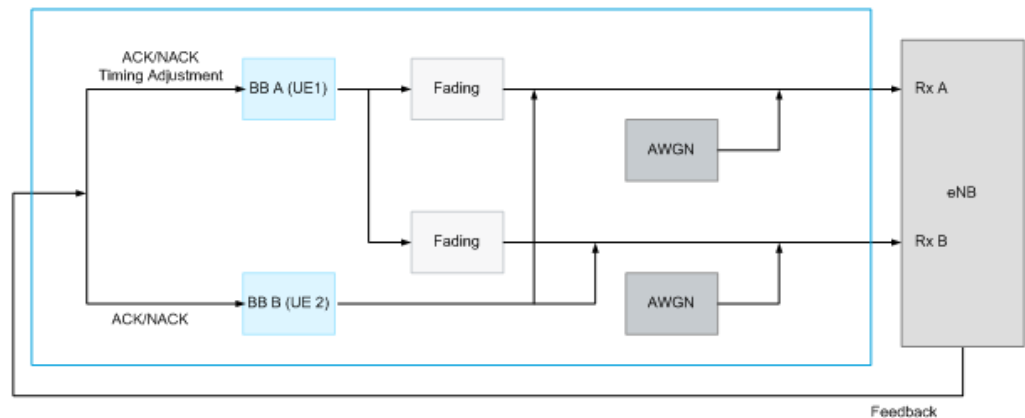 ACK/NACK
Timing Adjustment
BB A (UE1)
Fading
Rx A
AWGN
eNB
Fading
Rx B
BB B (UE 2)
AWGN
ACK/NACK
Feedback